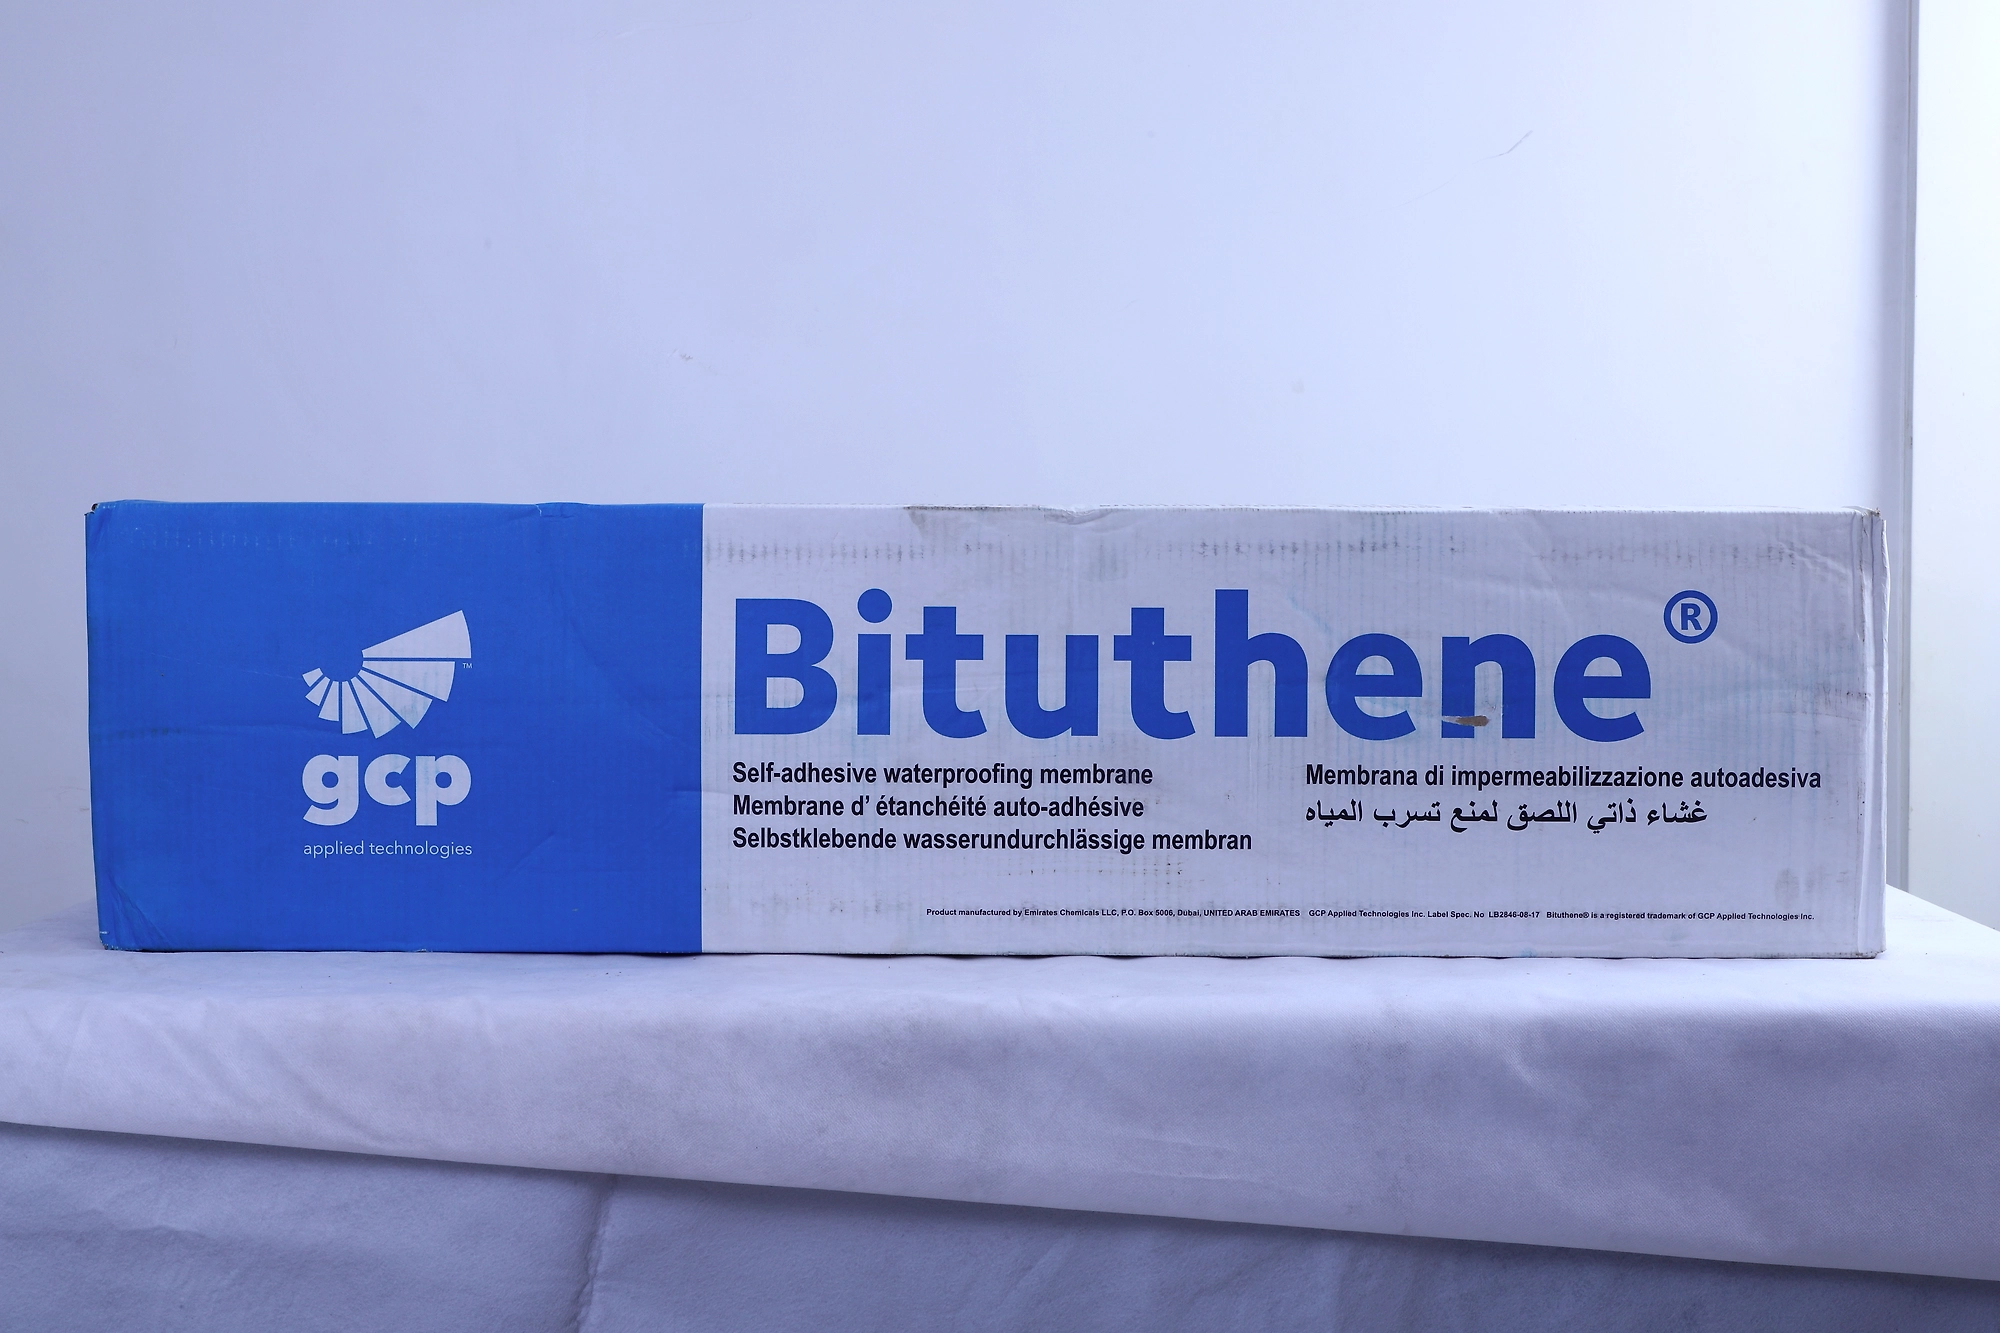 gcp
™
applied technologies
Bituthene®
Self-adhesive waterproofing membrane
Membrane d’ étanchéité auto-adhésive
Selbstklebende wasserundurchlässige membran
Membrana di impermeabilizzazione autoadesiva
غشاء ذاتي اللصق لمنع تسرب المياه
Product manufactured by Emirates Chemicals LLC, P.O. Box 5006, Dubai, UNITED ARAB EMIRATES GCP Applied Technologies Inc. Label Spec. No LB2846-08-17 Bituthene® is a registered trademark of GCP Applied Technologies Inc.